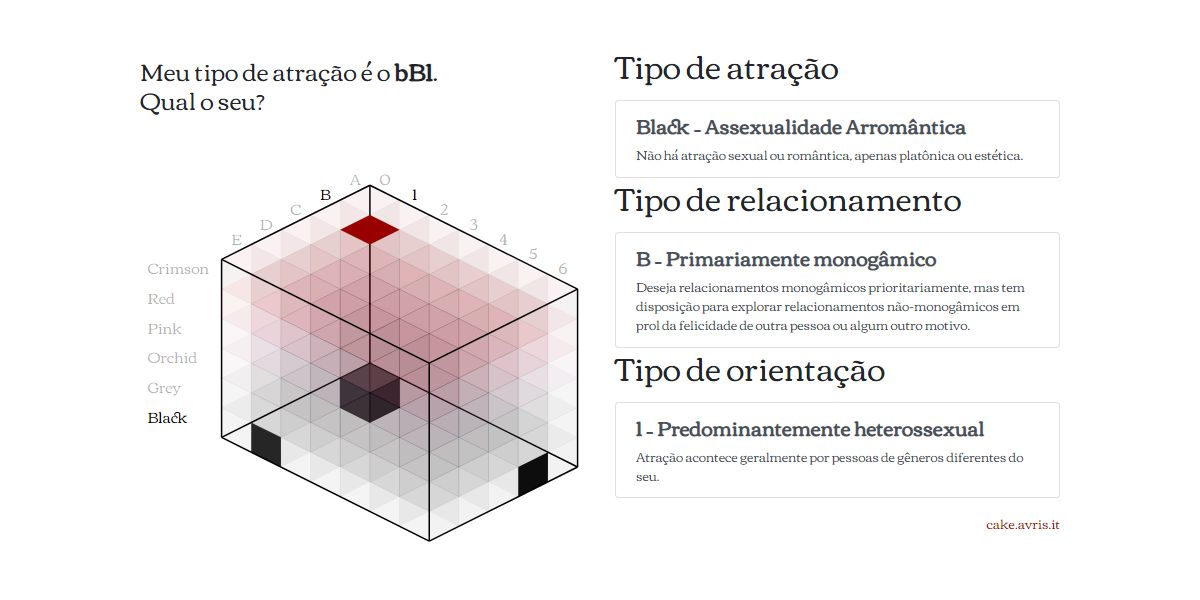 Meu tipo de atração é o bBl.
Qual o seu?
A O
B 1
C 2
D 3
E 4
5
6
Crimson
Red
Pink
Orchid
Grey
Black
Tipo de atração
Black - Assexualidade Arromântica
Não há atração sexual ou romântica, apenas platônica ou estética.
Tipo de relacionamento
B - Primariamente monogâmico
Deseja relacionamentos monogâmicos prioritariamente, mas tem
disposição para explorar relacionamentos não-monogâmicos em
prol da felicidade de outra pessoa ou algum outro motivo.
Tipo de orientação
1 - Predominantemente heterossexual
Atração acontece geralmente por pessoas de gêneros diferentes do
seu.
cake.avris.it